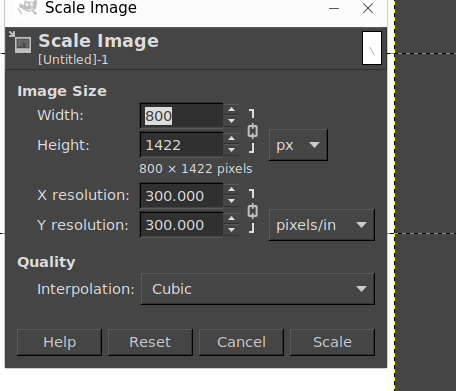 Scale Image
Scale Image
[Untitled]-1
Image Size
Width: 800
Height: 1422 px
800 × 1422 pixels
X resolution: 300.000
Y resolution: 300.000 pixels/in
Quality
Interpolation: Cubic
Help Reset Cancel Scale